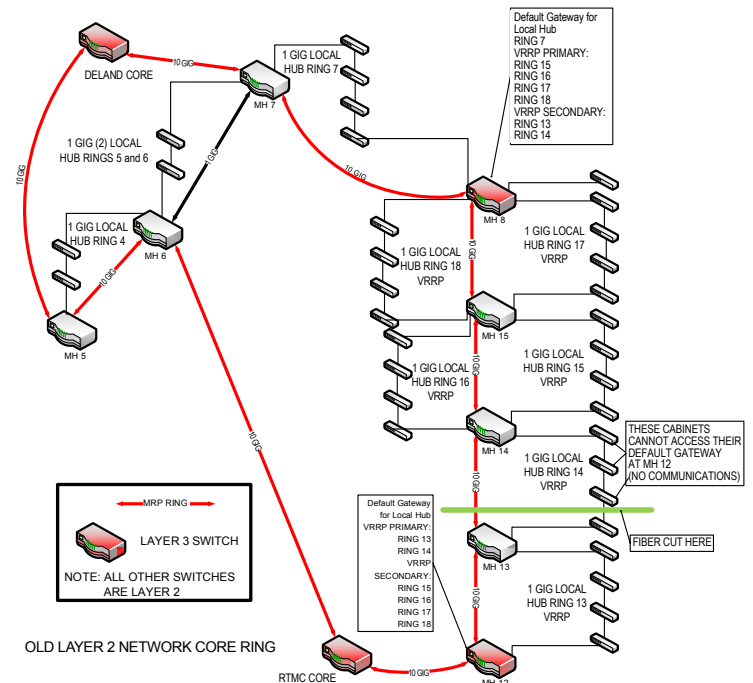 10 GIG
DELAND CORE
1 GIG LOCAL
HUB RING 7
MH 7
Default Gateway for
Local Hub
RING 7
VRRP PRIMARY:
RING 15
RING 16
RING 17
RING 18
VRRP SECONDARY:
RING 13
RING 14
1 GIG (2) LOCAL
HUB RINGS 5 and 6
1 GIG
10 GIG
10 GIG
MH 8
1 GIG LOCAL
HUB RING 4
MH 6
10 GIG
MH 5
10 GIG
1 GIG LOCAL
HUB RING 18
VRRP
1 GIG LOCAL
HUB RING 17
VRRP
MH 15
1 GIG LOCAL
HUB RING 16
VRRP
10 GIG
1 GIG LOCAL
HUB RING 15
VRRP
MH 14
10 GIG
10 GIG
1 GIG LOCAL
HUB RING 14
VRRP
THESE CABINETS
CANNOT ACCESS THEIR
DEFAULT GATEWAY
AT MH 12
(NO COMMUNICATIONS)
FIBER CUT HERE
MRP RING
LAYER 3 SWITCH
NOTE: ALL OTHER SWITCHES
ARE LAYER 2
Default Gateway
for Local Hub
VRRP PRIMARY:
RING 13
RING 14
VRRP
SECONDARY:
RING 15
RING 16
RING 17
RING 18
MH 13
10 GIG
1 GIG LOCAL
HUB RING 13
VRRP
OLD LAYER 2 NETWORK CORE RING
RTMC CORE
10 GIG
MH 12